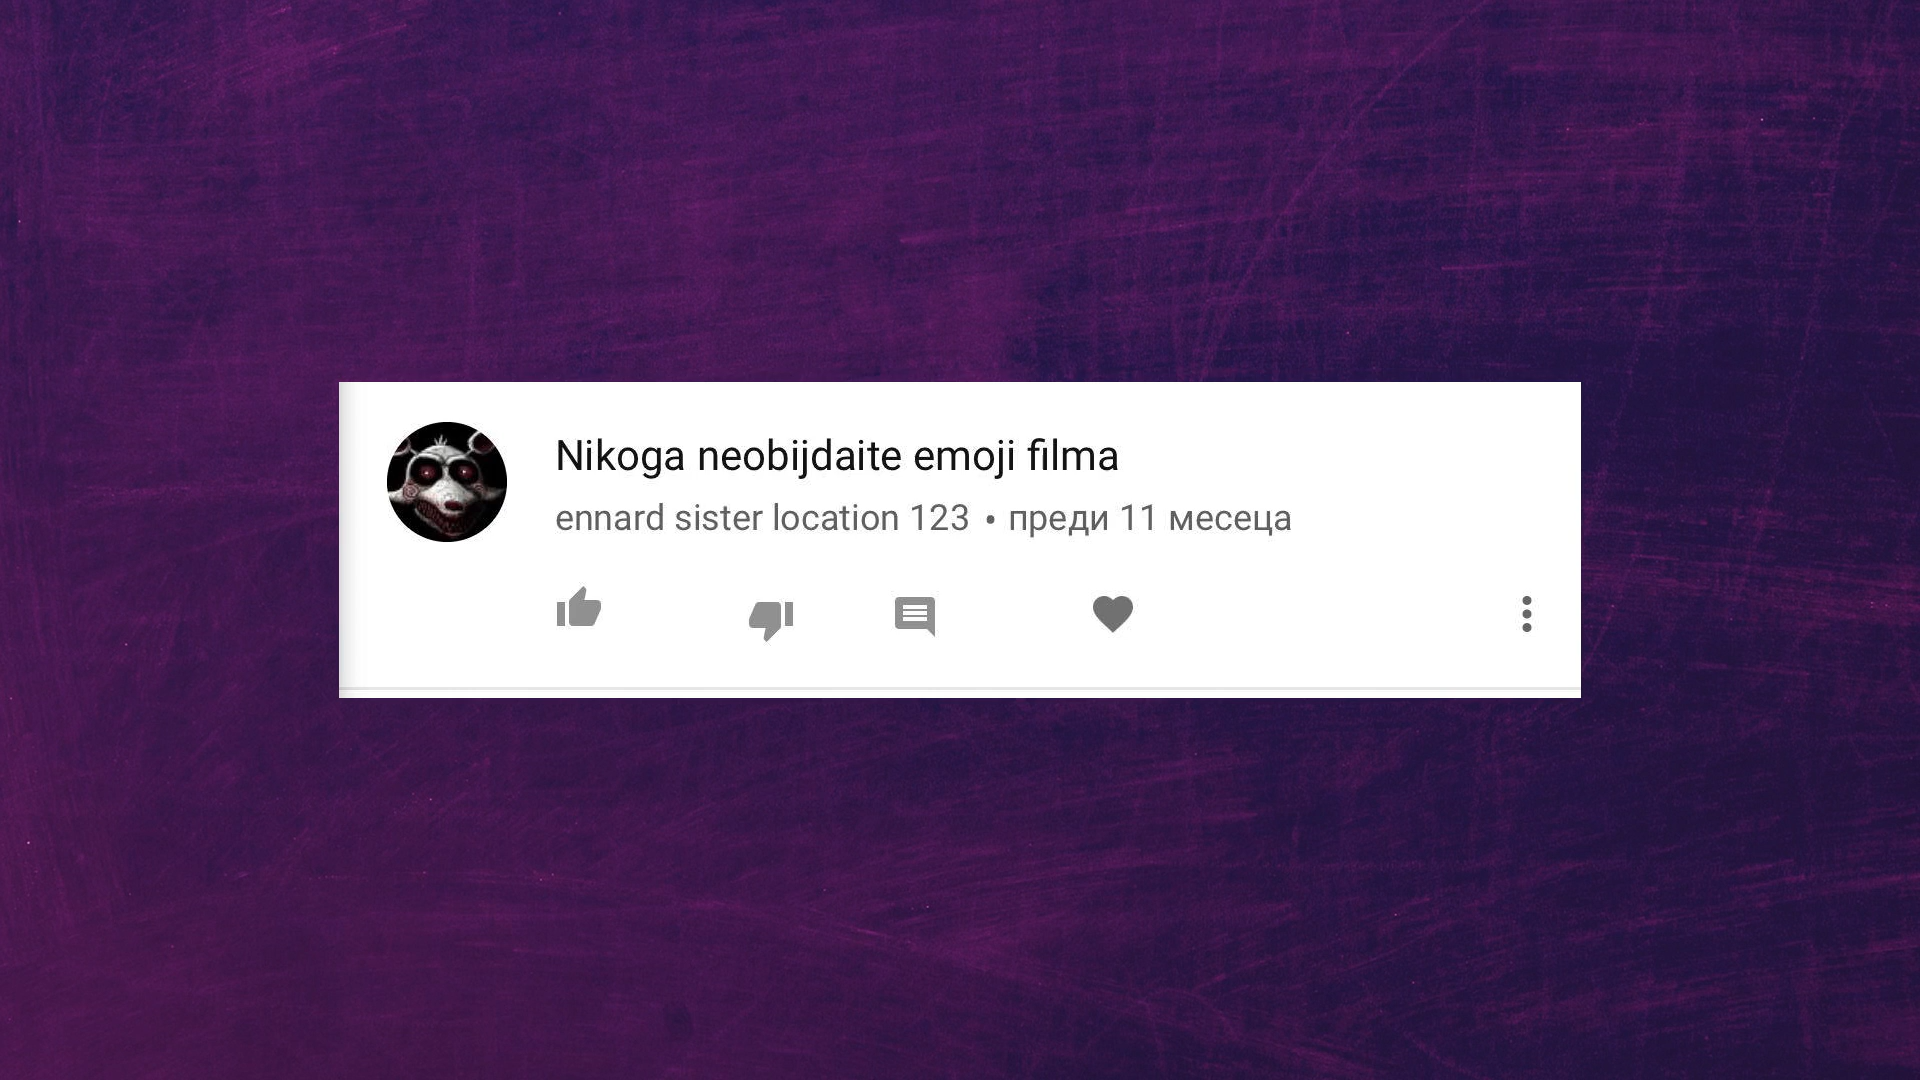 Nikoga neobijdaite emoji filma
ennard sister location 123 • преди 11 месеца